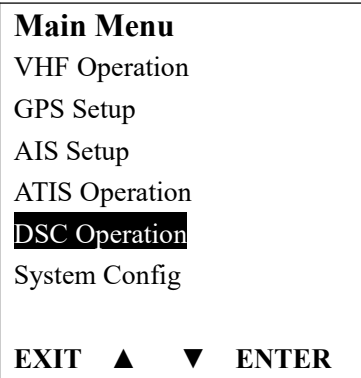 Main Menu
VHF Operation
GPS Setup
AIS Setup
ATIS Operation
DSC Operation
System Config
EXIT ▲ ▼ ENTER